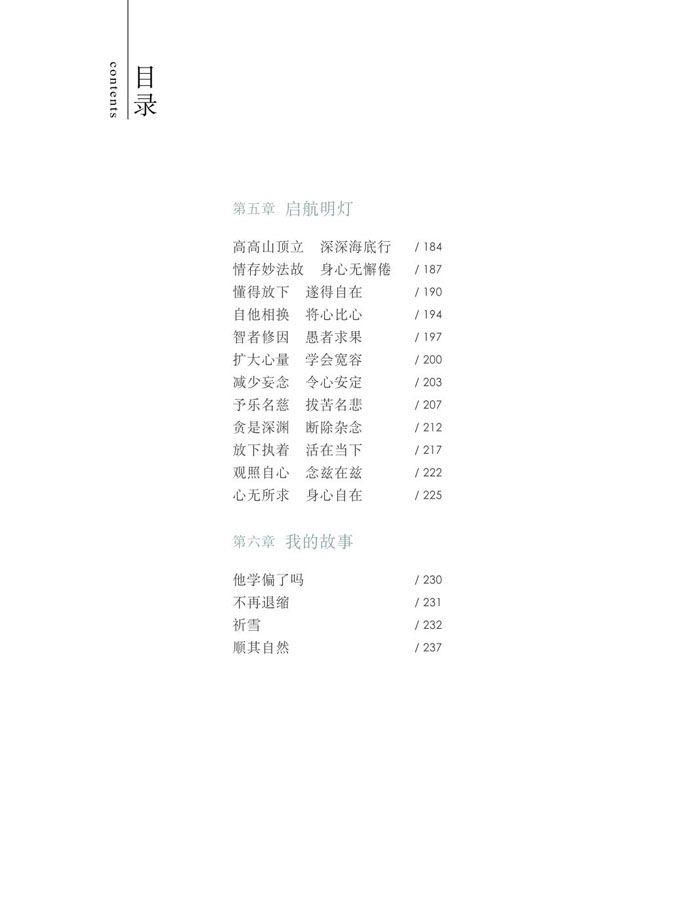 目录
contents
第五章 启航明灯
高高山顶立 深深海底行 / 184
情存妙法故 身心无懈倦 / 187
懂得放下 遂得自在 / 190
自他相换 将心比心 / 194
智者修因 愚者求果 / 197
扩大心量 学会宽容 / 200
减少妄念 令心安定 / 203
予乐名慈 拔苦名悲 / 207
贪是深渊 断除杂念 / 212
放下执着 活在当下 / 217
观照自心 念兹在兹 / 222
心无所求 身心自在 / 225
第六章 我的故事
他学偏了吗 / 230
不再退缩 / 231
祈雪 / 232
顺其自然 / 237